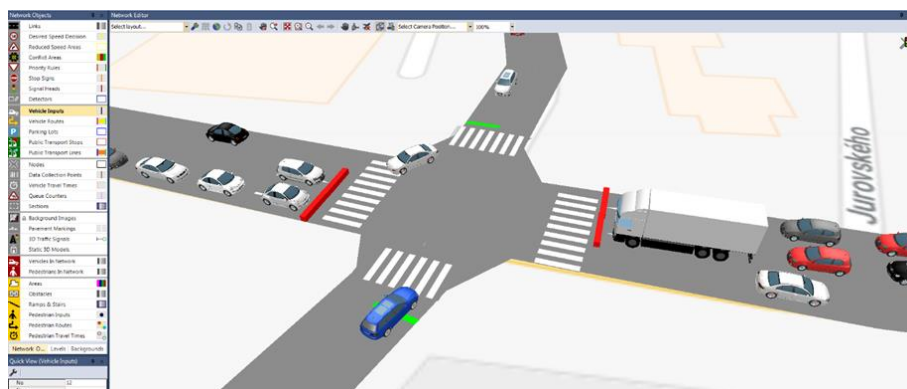 Network Objects
Links
Desired Speed Decision
Reduced Speed Areas
Conflict Areas
Priority Rules
Stop Signs
Signal Heads
Detectors
Vehicle Inputs
Vehicle Routes
Parking Lots
Public Transport Stops
Public Transport Lines
Nodes
Data Collection Points
Vehicle Travel Times
Queue Counters
Sections
Background Images
Pavement Markings
3D Traffic Signals
Static 3D Models
Vehicles In Network
Pedestrians In Network
Areas
Obstacles
Ramps & Stairs
Pedestrian Inputs
Pedestrian Routes
Pedestrian Travel Times
Network O... Levels Backgrounds
Quick View (Vehicle Inputs)
No 12
Network Editor
Select layout... Select Camera Position... 100%
Jurovského